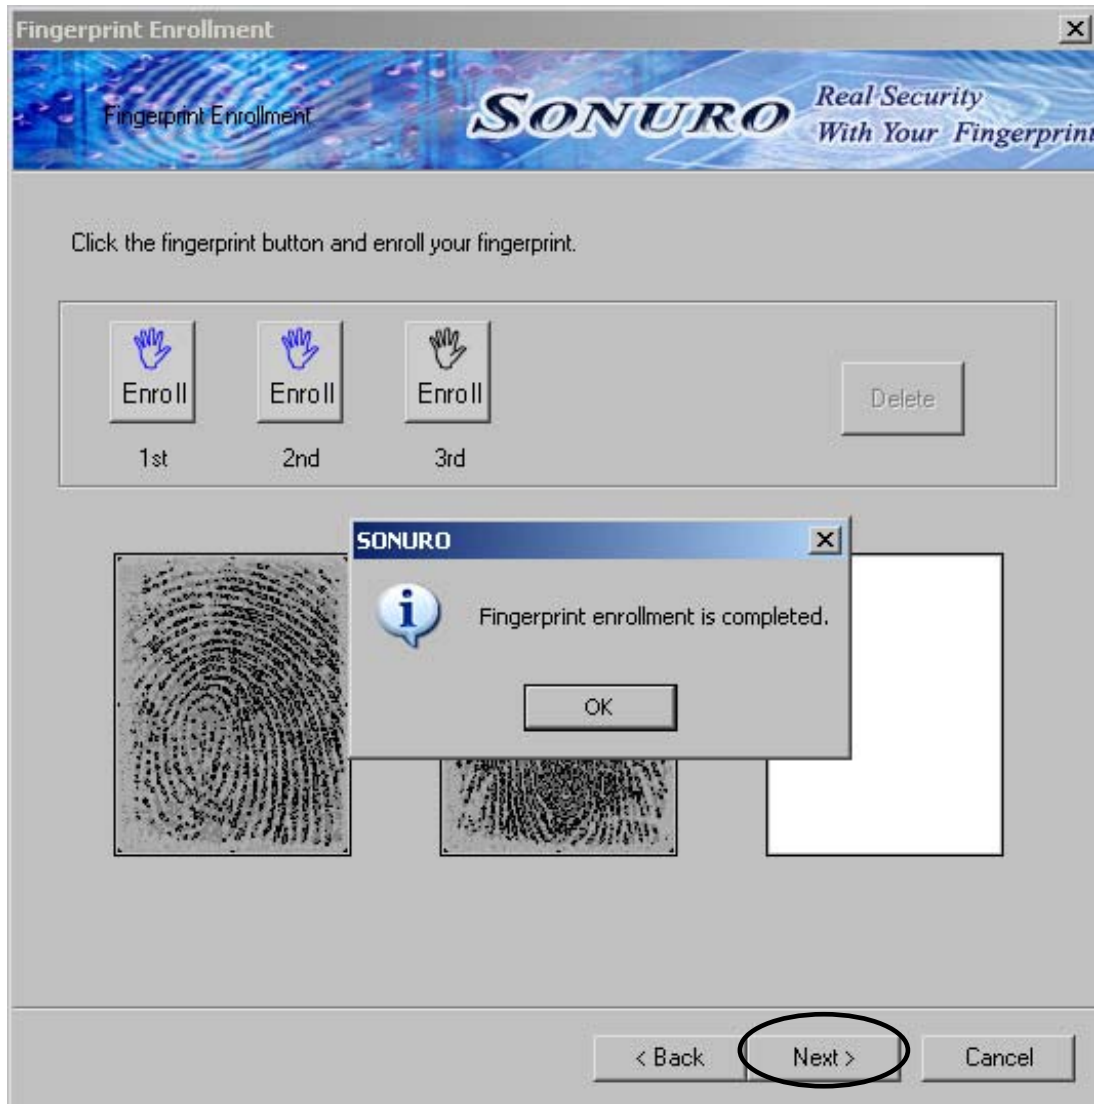 Fingerprint Enrollment
Fingerprint Enrollment
SONURO
Real Security
With Your Fingerprint
Click the fingerprint button and enroll your fingerprint.
Enroll
Enroll
Enroll
Delete
1st
2nd
3rd
SONURO
Fingerprint enrollment is completed.
OK
< Back
Next >
Cancel